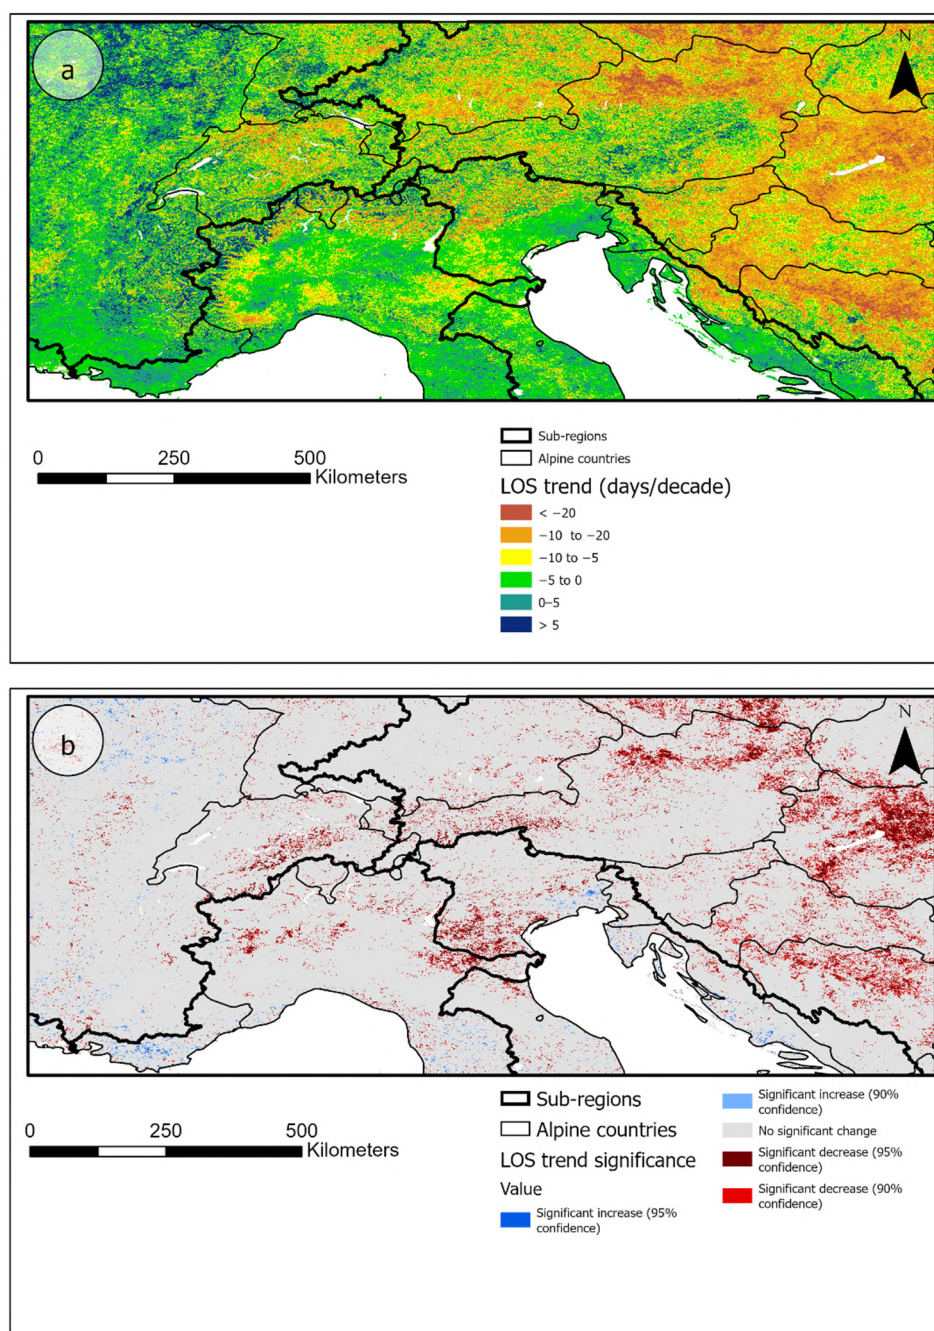 a
N
0 250 500
Kilometers
Sub-regions
Alpine countries
LOS trend (days/decade)
< −20
−10 to −20
−10 to −5
−5 to 0
0–5
> 5
b
N
0 250 500
Kilometers
Sub-regions
Alpine countries
LOS trend significance
Value
Significant increase (95%
confidence)
Significant increase (90%
confidence)
No significant change
Significant decrease (95%
confidence)
Significant decrease (90%
confidence)